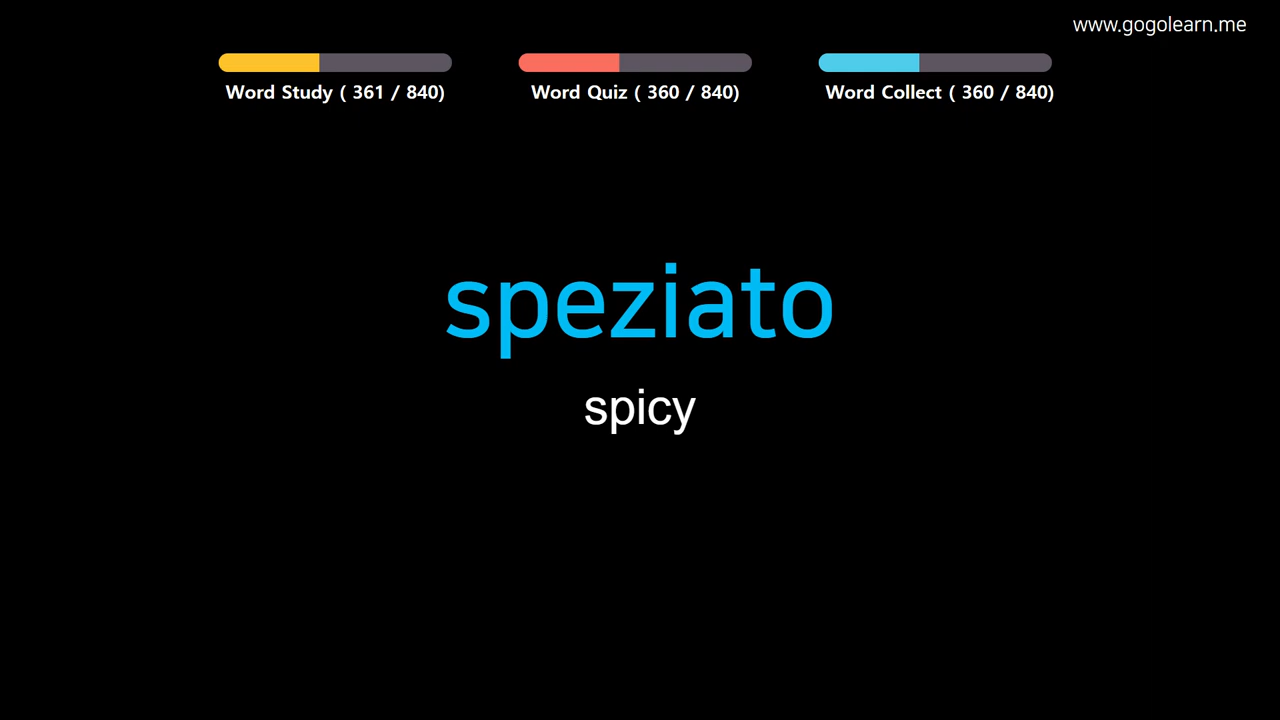 www.gogolearn.me
Word Study ( 361 / 840)
Word Quiz ( 360 / 840)
Word Collect ( 360 / 840)
speziato
spicy